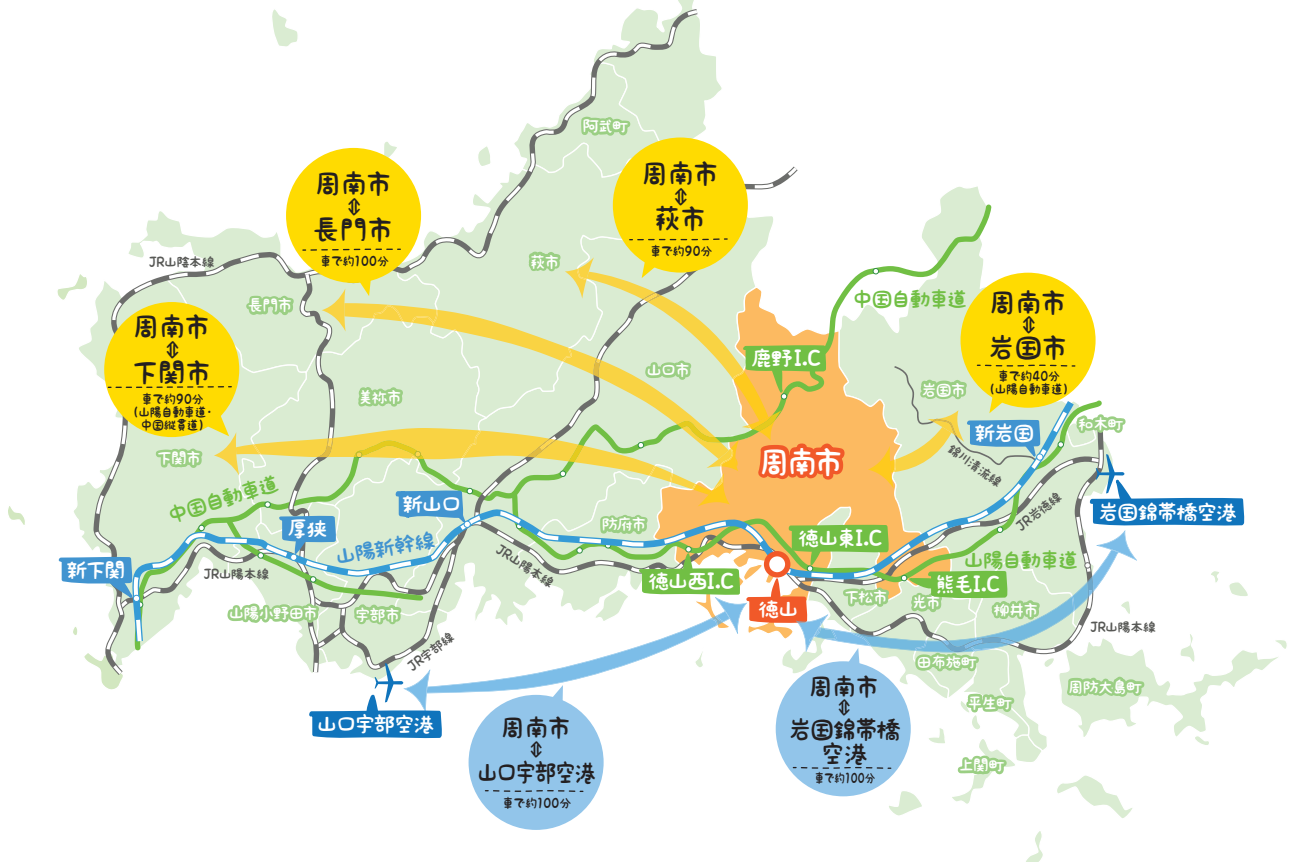 阿武町
周南市
⇕
長門市
車で約100分
周南市
⇕
萩市
車で約90分
JR山陰本線
萩市
長門市
中国自動車道
周南市
⇕
岩国市
車で約40分
(山陽自動車道)
周南市
⇕
下関市
車で約90分
(山陽自動車道・
中国縦貫道)
鹿野I.C
山口市
岩国市
美祢市
和木町
新岩国
下関市
周南市
錦川清流線
中国自動車道
新山口
岩国錦帯橋空港
JR岩徳線
防府市
厚狭
徳山東I.C
山陽新幹線
山陽自動車道
新下関
JR山陽本線
JR山陽本線
徳山西I.C
熊毛I.C
下松市
光市
柳井市
徳山
山陽小野田市
宇部市
JR山陽本線
JR宇部線
田布施町
周防大島町
平生町
山口宇部空港
周南市
⇕
岩国錦帯橋
空港
車で約100分
周南市
⇕
山口宇部空港
車で約100分
上関町